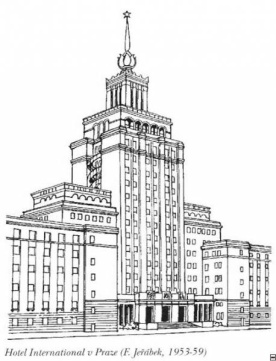 Hotel International v Praze (F. Jeřábek, 1953-59)